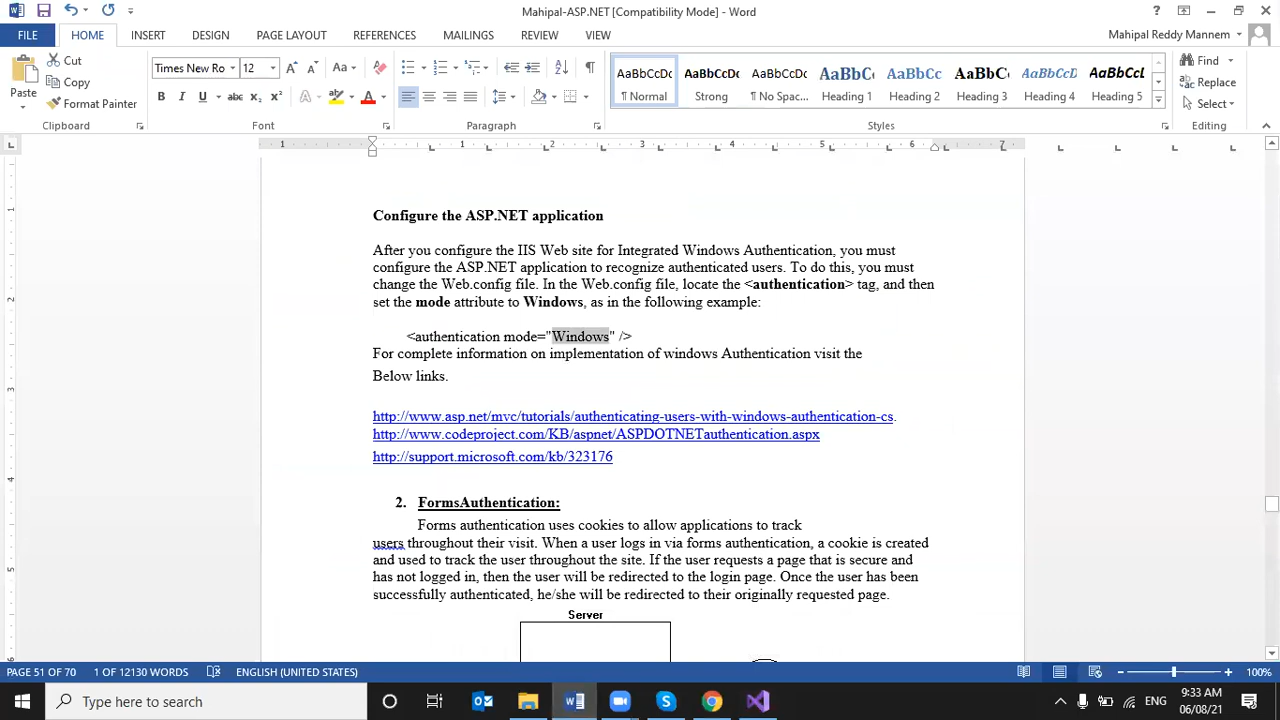 Mahipal-ASP.NET [Compatibility Mode] - Word
FILE HOME INSERT DESIGN PAGE LAYOUT REFERENCES MAILINGS REVIEW VIEW Mahipal Reddy Mannem
Paste
Cut
Copy
Format Painter
Times New Ro 12
AaBbCcDc AaBbCcDc AaBbCcDc AaBbCc AaBbCc AaBbCc AaBbCcDc AaBbCcI
¶ Normal Strong ¶ No Spac... Heading 1 Heading 2 Heading 3 Heading 4 Heading 5
Find
Replace
Select
Clipboard Font Paragraph Styles Editing
1 1 2 3 4 5 6 7
Configure the ASP.NET application
After you configure the IIS Web site for Integrated Windows Authentication, you must
configure the ASP.NET application to recognize authenticated users. To do this, you must
change the Web.config file. In the Web.config file, locate the <authentication> tag, and then
set the mode attribute to Windows, as in the following example:
<authentication mode="Windows" />
For complete information on implementation of windows Authentication visit the
Below links.
http://www.asp.net/mvc/tutorials/authenticating-users-with-windows-authentication-cs.
http://www.codeproject.com/KB/aspnet/ASPDOTNETauthentication.aspx
http://support.microsoft.com/kb/323176
2. FormsAuthentication:
Forms authentication uses cookies to allow applications to track
users throughout their visit. When a user logs in via forms authentication, a cookie is created
and used to track the user throughout the site. If the user requests a page that is secure and
has not logged in, then the user will be redirected to the login page. Once the user has been
successfully authenticated, he/she will be redirected to their originally requested page.
Server
PAGE 51 OF 70 1 OF 12130 WORDS ENGLISH (UNITED STATES) 100%
Type here to search
ENG
9:33 AM
06/08/21